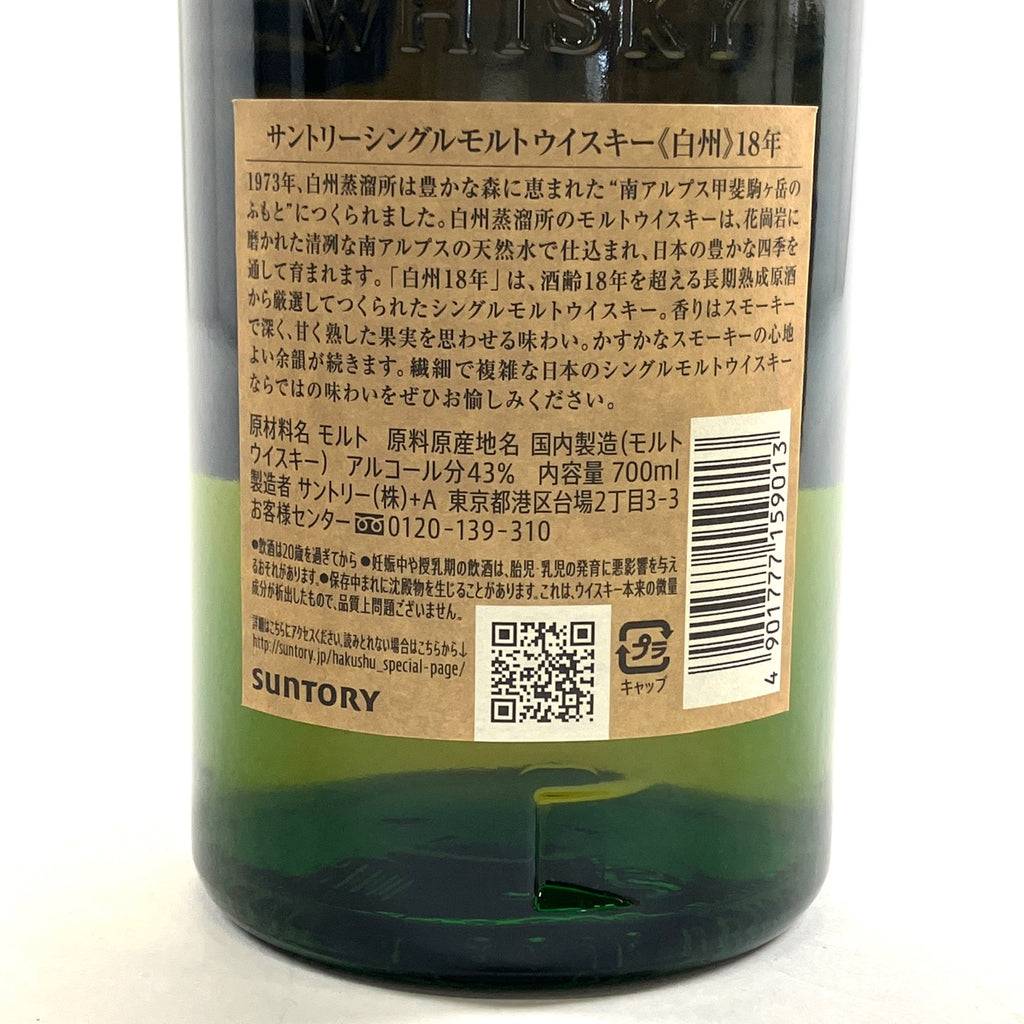 WHISKY
サントリーシングルモルトウイスキー《白州》18年
1973年、白州蒸溜所は豊かな森に恵まれた“南アルプス甲斐駒ヶ岳の
ふもと”につくられました。白州蒸溜所のモルトウイスキーは、花崗岩に
磨かれた清冽な南アルプスの天然水で仕込まれ、日本の豊かな四季を
通して育まれます。「白州18年」は、酒齢18年を超える長期熟成原酒
から厳選してつくられたシングルモルトウイスキー。香りはスモーキー
で深く、甘く熟した果実を思わせる味わい。かすかなスモーキーの心地
よい余韻が続きます。繊細で複雑な日本のシングルモルトウイスキー
ならではの味わいをぜひお愉しみください。
原材料名 モルト 原料原産地名 国内製造(モルト
ウイスキー) アルコール分43% 内容量 700ml
製造者 サントリー(株)+A 東京都港区台場2丁目3-3
お客様センター 0120-139-310
●飲酒は20歳を過ぎてから ●妊娠中や授乳期の飲酒は、胎児・乳児の発育に悪影響を与え
るおそれがあります。●保存中まれに沈殿物を生じることがあります。これは、ウイスキー本来の微量
成分が析出したもので、品質上問題ございません。
詳細はこちらにアクセスください。読みとれない場合はこちらから↓
http://suntory.jp/hakushu_special-page/
SUNTORY
プラ
キャップ
4901777159013